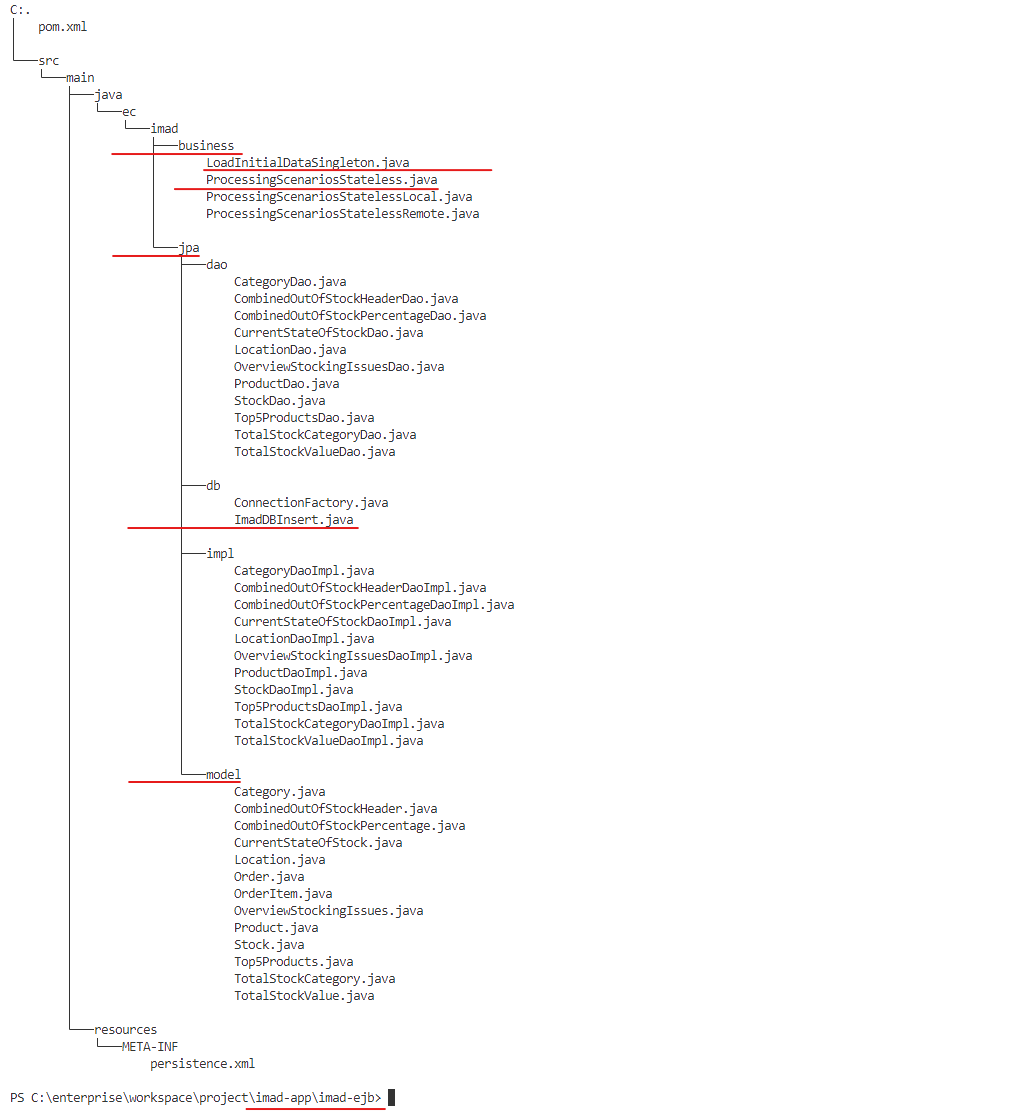 C:.
pom.xml
src
main
java
ec
imad
business
LoadInitialDataSingleton.java
ProcessingScenariosStateless.java
ProcessingScenariosStatelessLocal.java
ProcessingScenariosStatelessRemote.java
jpa
dao
CategoryDao.java
CombinedOutOfStockHeaderDao.java
CombinedOutOfStockPercentageDao.java
CurrentStateOfStockDao.java
LocationDao.java
OverviewStockingIssuesDao.java
ProductDao.java
StockDao.java
Top5ProductsDao.java
TotalStockCategoryDao.java
TotalStockValueDao.java
db
ConnectionFactory.java
ImadDBInsert.java
impl
CategoryDaoImpl.java
CombinedOutOfStockHeaderDaoImpl.java
CombinedOutOfStockPercentageDaoImpl.java
CurrentStateOfStockDaoImpl.java
LocationDaoImpl.java
OverviewStockingIssuesDaoImpl.java
ProductDaoImpl.java
StockDaoImpl.java
Top5ProductsDaoImpl.java
TotalStockCategoryDaoImpl.java
TotalStockValueDaoImpl.java
model
Category.java
CombinedOutOfStockHeader.java
CombinedOutOfStockPercentage.java
CurrentStateOfStock.java
Location.java
Order.java
OrderItem.java
OverviewStockingIssues.java
Product.java
Stock.java
Top5Products.java
TotalStockCategory.java
TotalStockValue.java
resources
META-INF
persistence.xml
PS C:\enterprise\workspace\project\imad-app\imad-ejb>